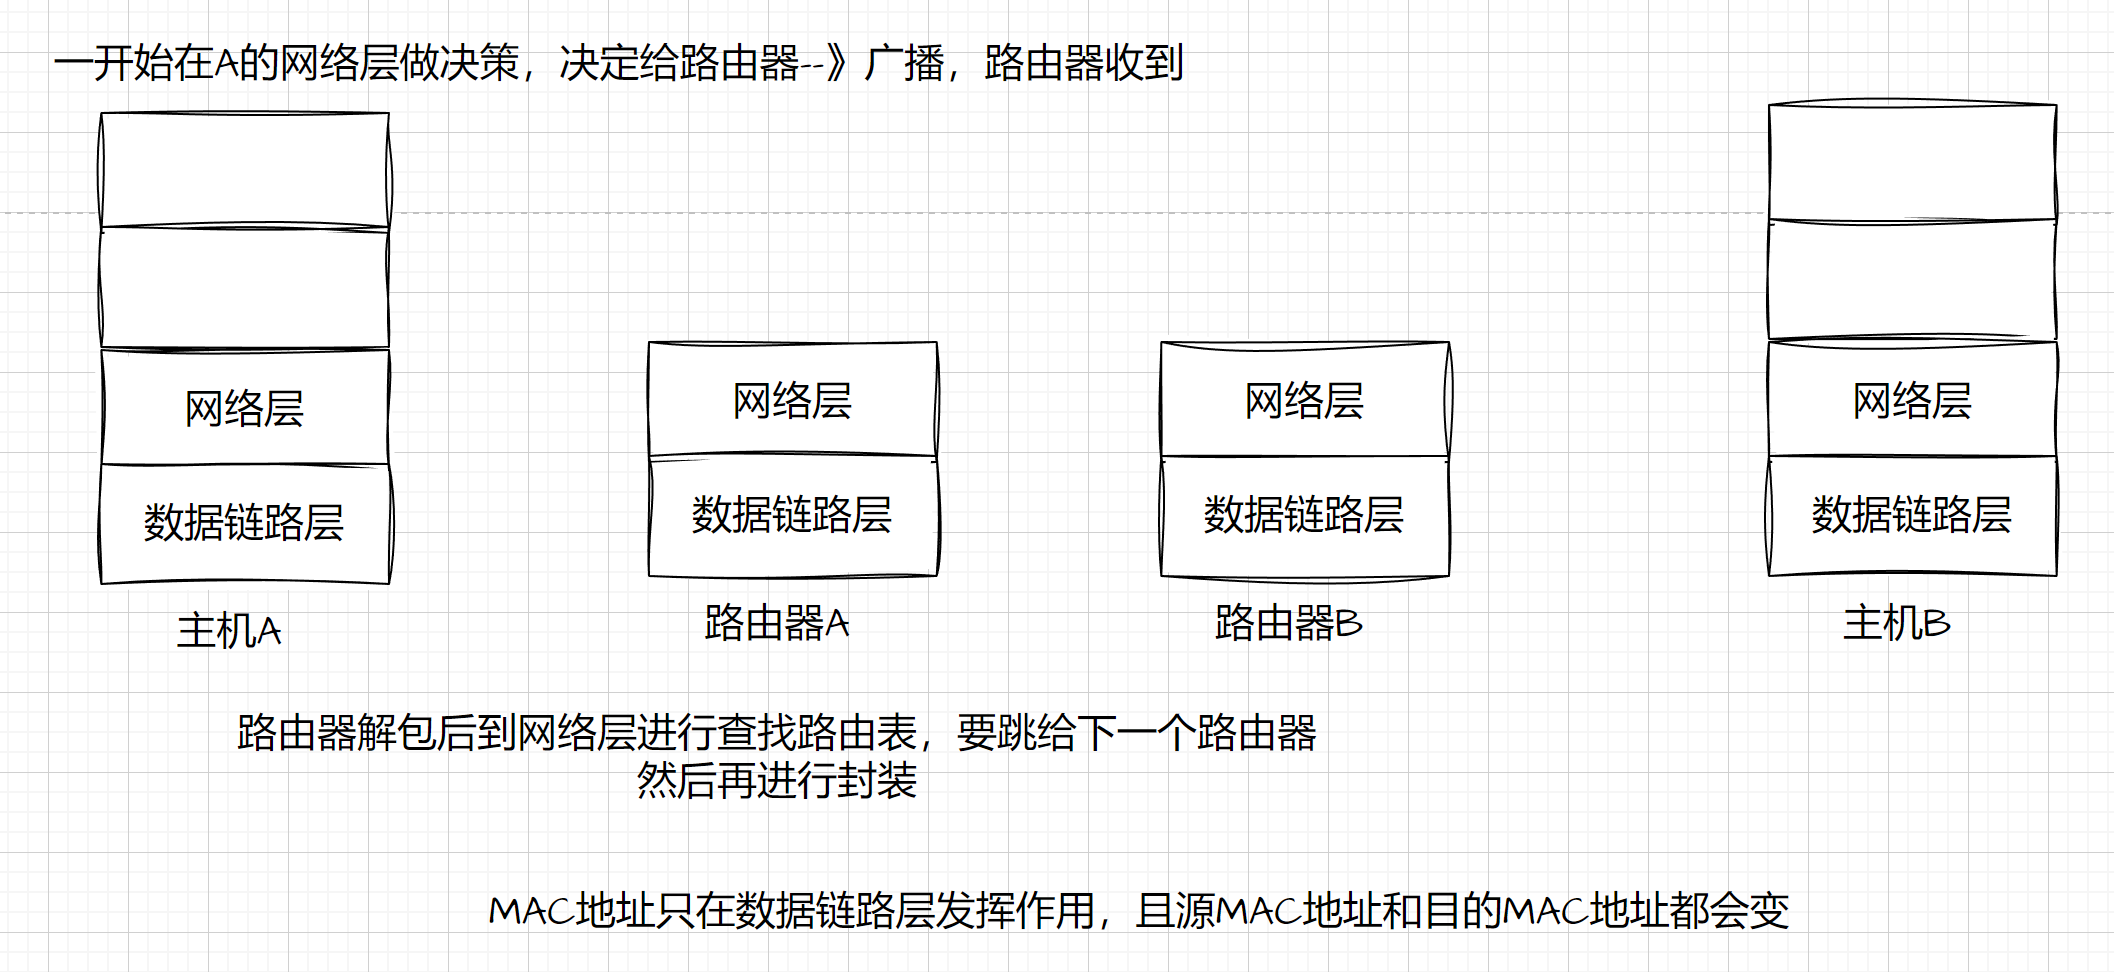 一开始在A的网络层做决策，决定给路由器--》广播，路由器收到
网络层
数据链路层
主机A
网络层
数据链路层
路由器A
网络层
数据链路层
路由器B
网络层
数据链路层
主机B
路由器解包后到网络层进行查找路由表，要跳给下一个路由器
然后再进行封装
MAC地址只在数据链路层发挥作用，且源MAC地址和目的MAC地址都会变